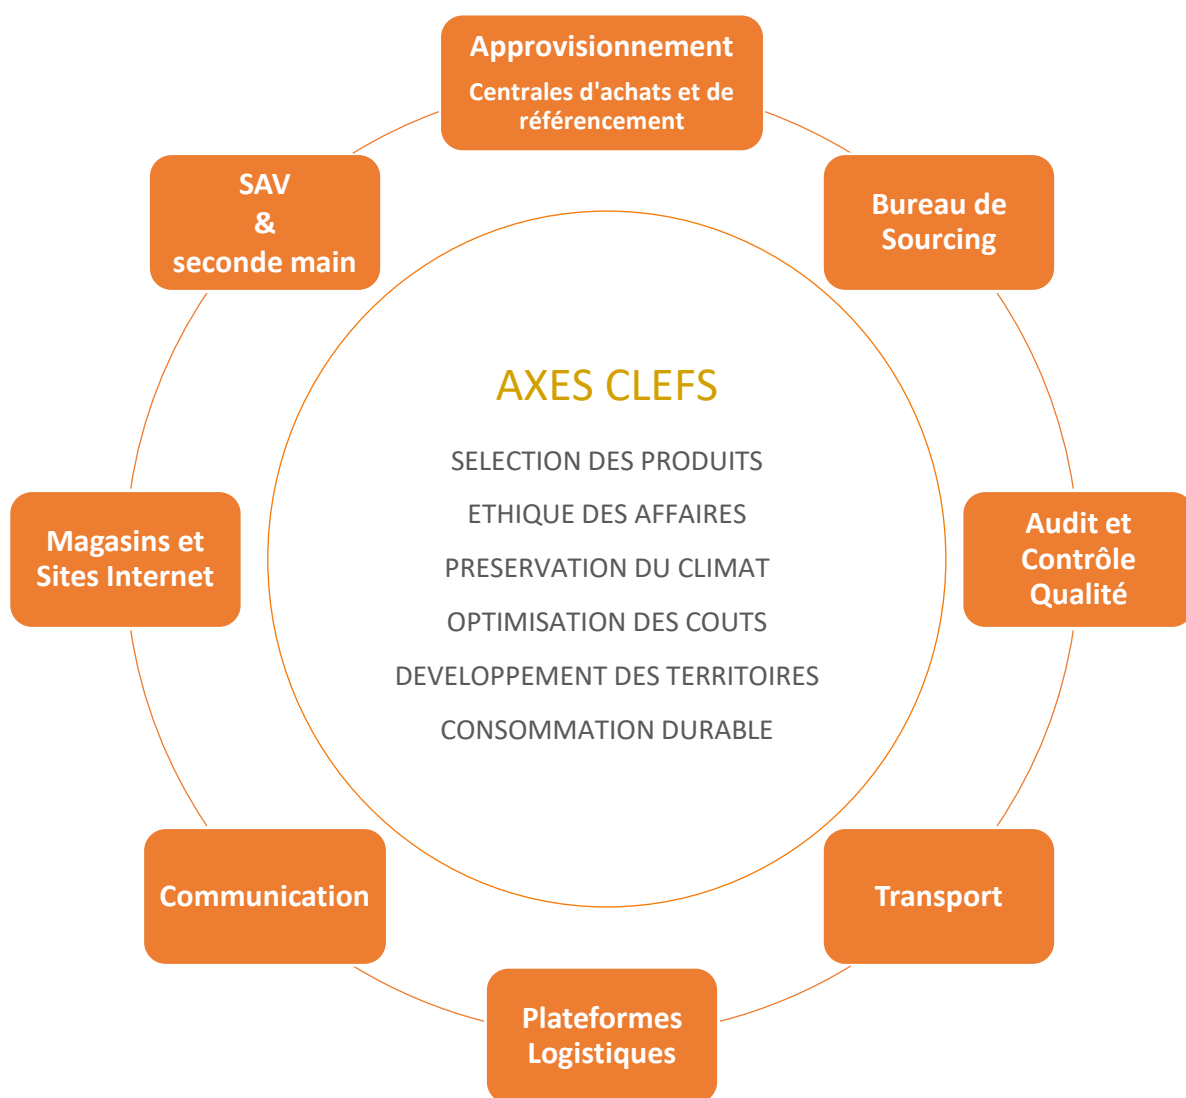 Approvisionnement
Centrales d'achats et de
référencement
Bureau de
Sourcing
Audit et
Contrôle
Qualité
Transport
Plateformes
Logistiques
Communication
Magasins et
Sites Internet
SAV
&
seconde main
AXES CLEFS
SELECTION DES PRODUITS
ETHIQUE DES AFFAIRES
PRESERVATION DU CLIMAT
OPTIMISATION DES COUTS
DEVELOPPEMENT DES TERRITOIRES
CONSOMMATION DURABLE